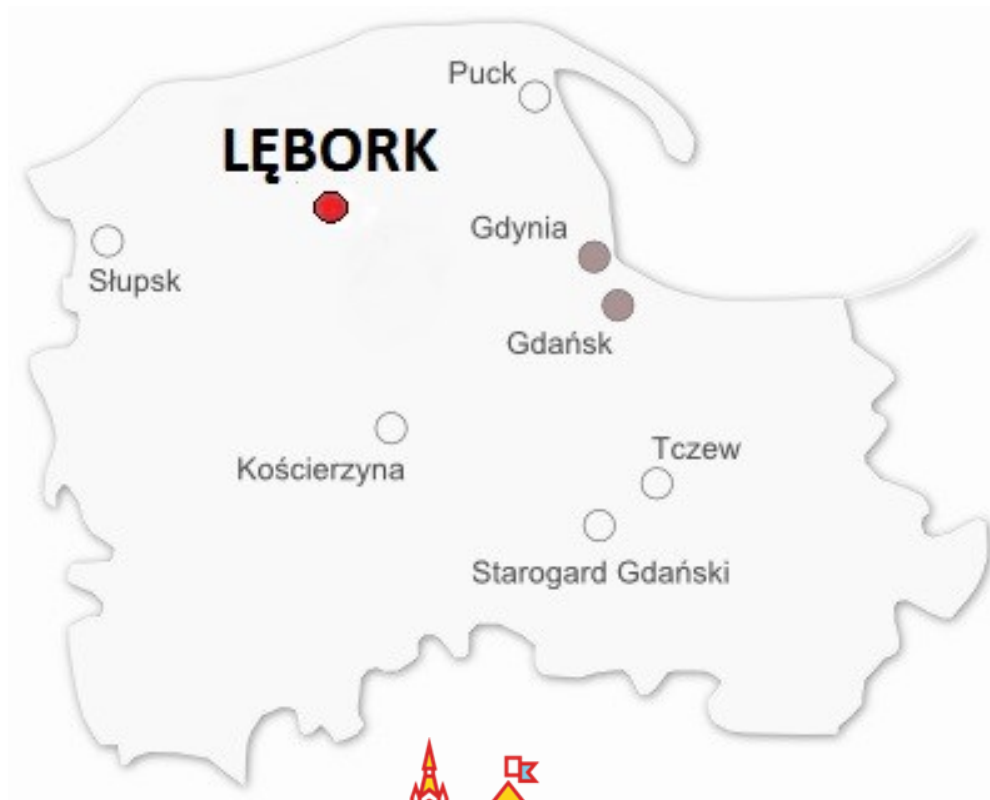 Puck
LĘBORK
Gdynia
Słupsk
Gdańsk
Tczew
Kościerzyna
Starogard Gdański